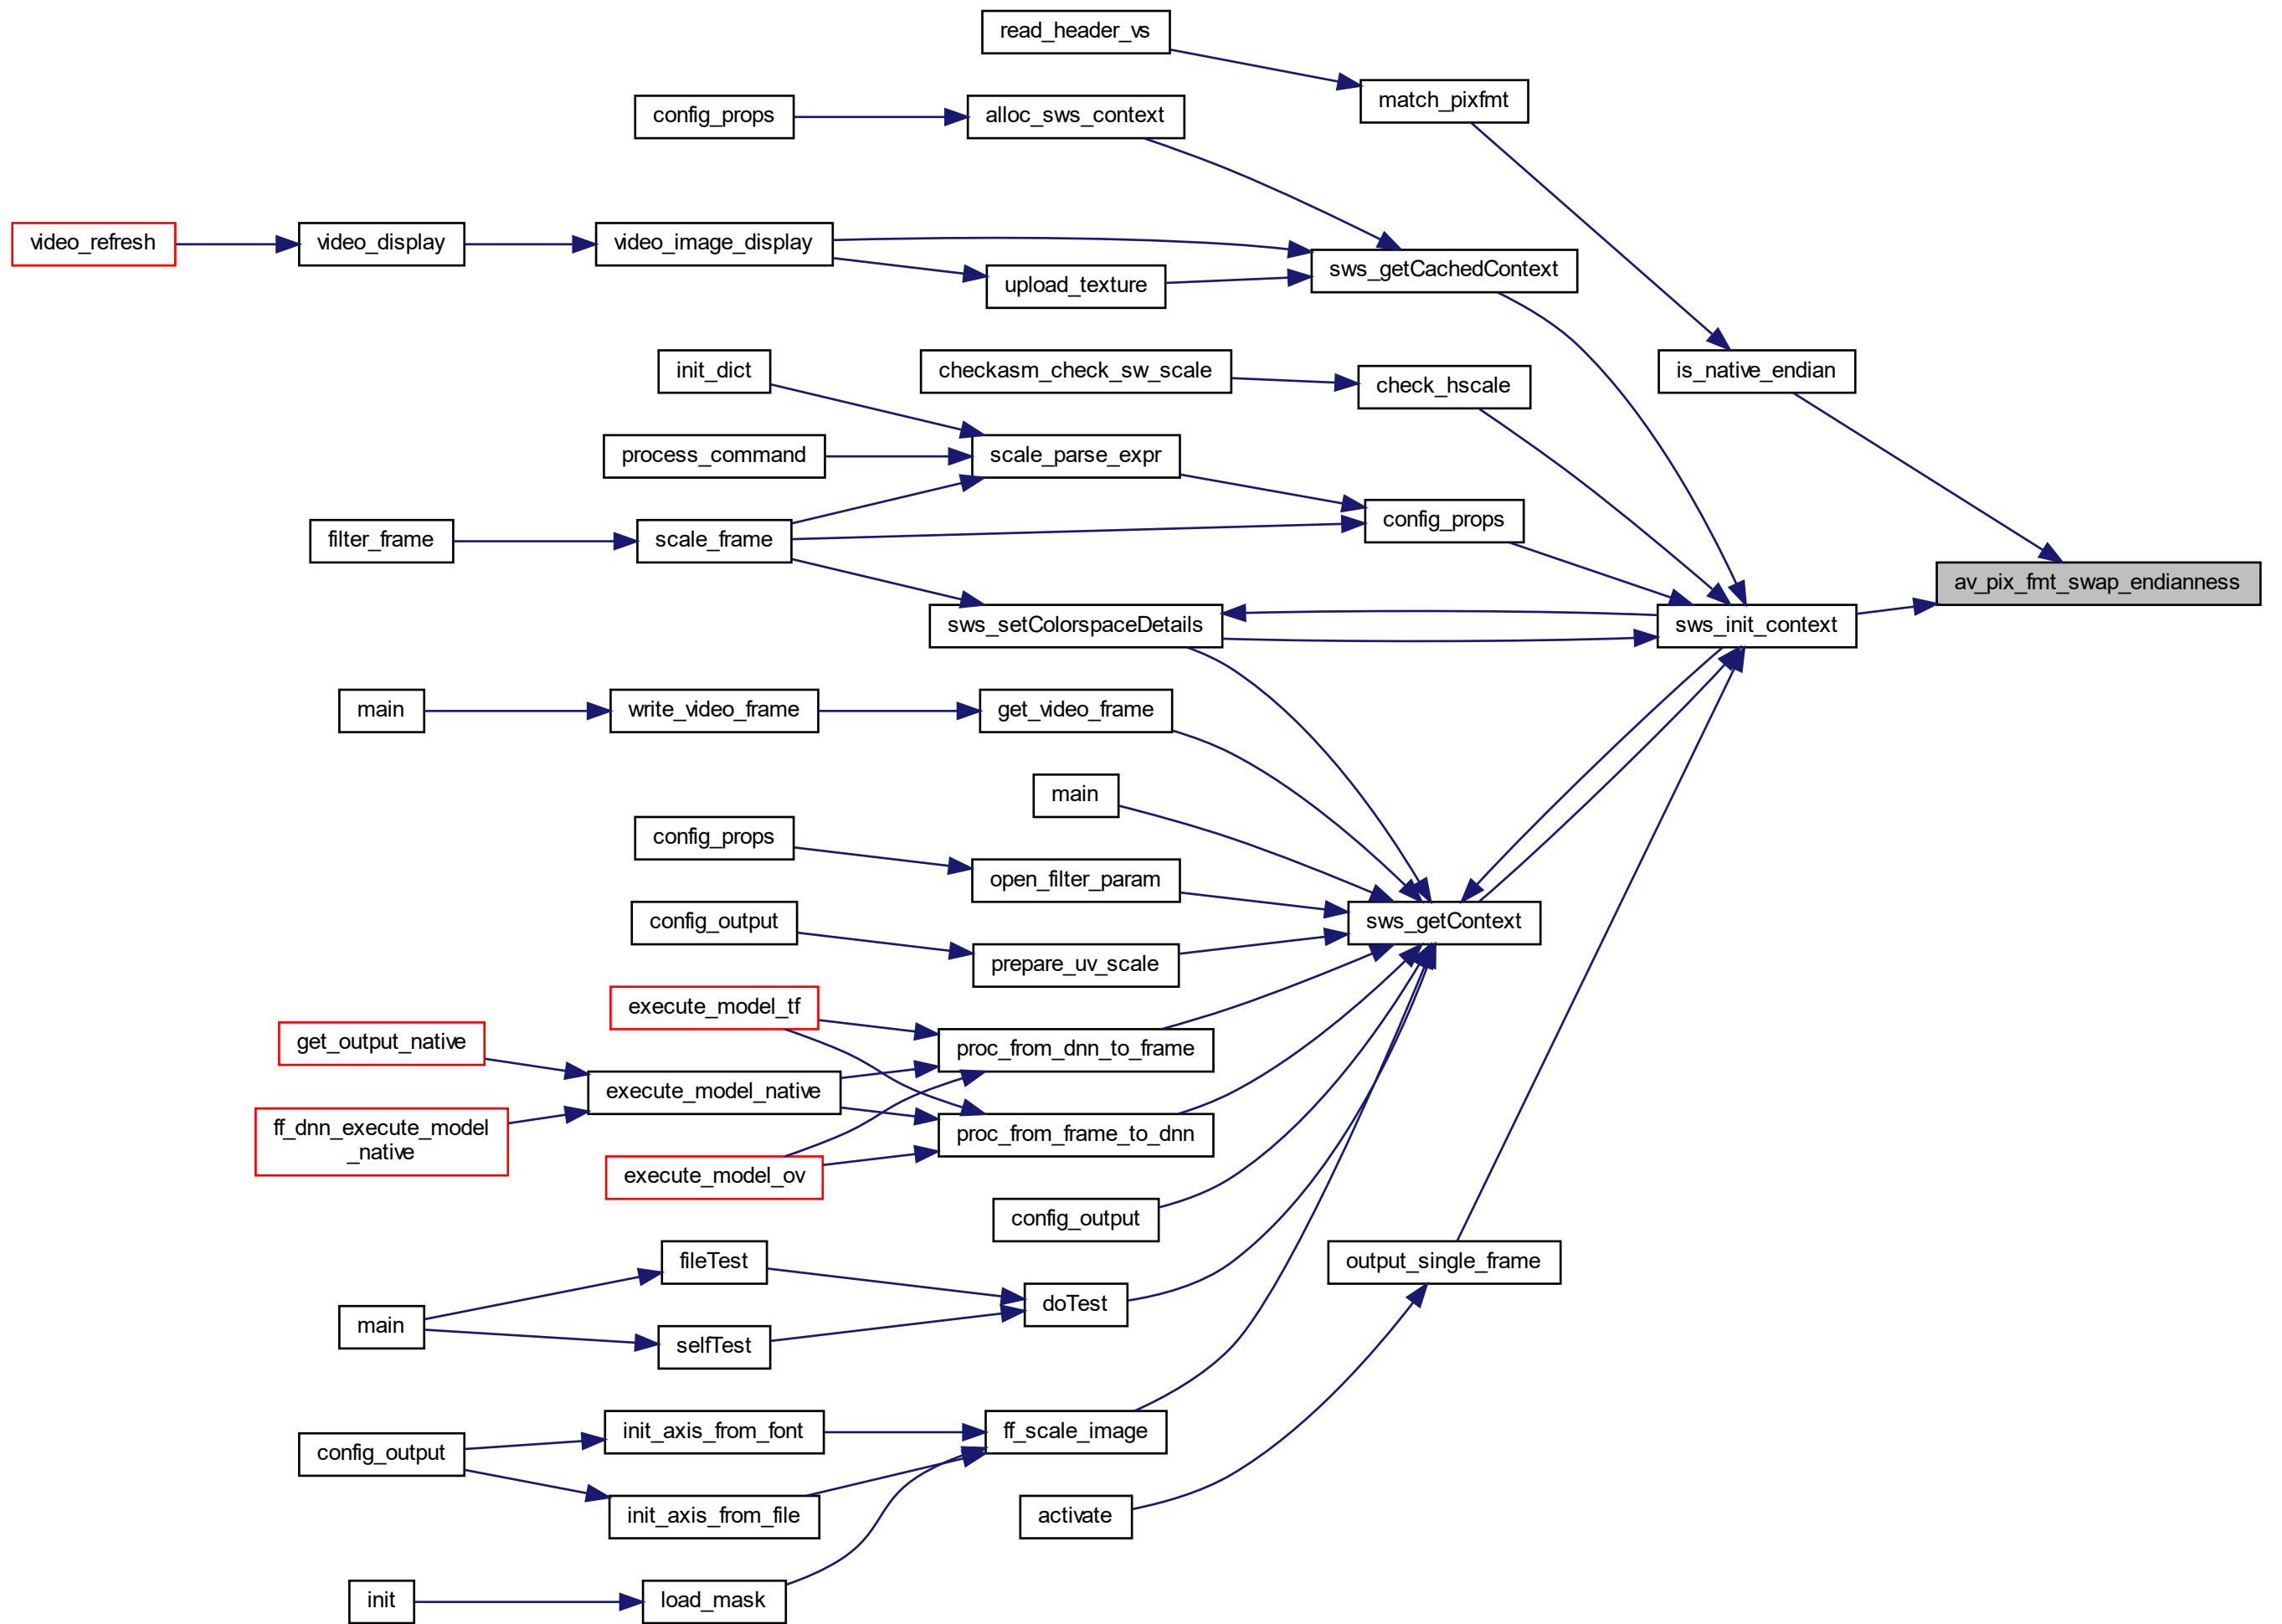 read_header_vs
match_pixfmt
config_props
alloc_sws_context
video_refresh
video_display
video_image_display
upload_texture
sws_getCachedContext
init_dict
checkasm_check_sw_scale
check_hscale
is_native_endian
process_command
scale_parse_expr
filter_frame
scale_frame
config_props
av_pix_fmt_swap_endianness
sws_setColorspaceDetails
sws_init_context
main
write_video_frame
get_video_frame
main
config_props
open_filter_param
config_output
prepare_uv_scale
sws_getContext
execute_model_tf
get_output_native
proc_from_dnn_to_frame
execute_model_native
ff_dnn_execute_model
_native
proc_from_frame_to_dnn
execute_model_ov
config_output
fileTest
output_single_frame
main
doTest
selfTest
init_axis_from_font
ff_scale_image
config_output
init_axis_from_file
activate
init
load_mask